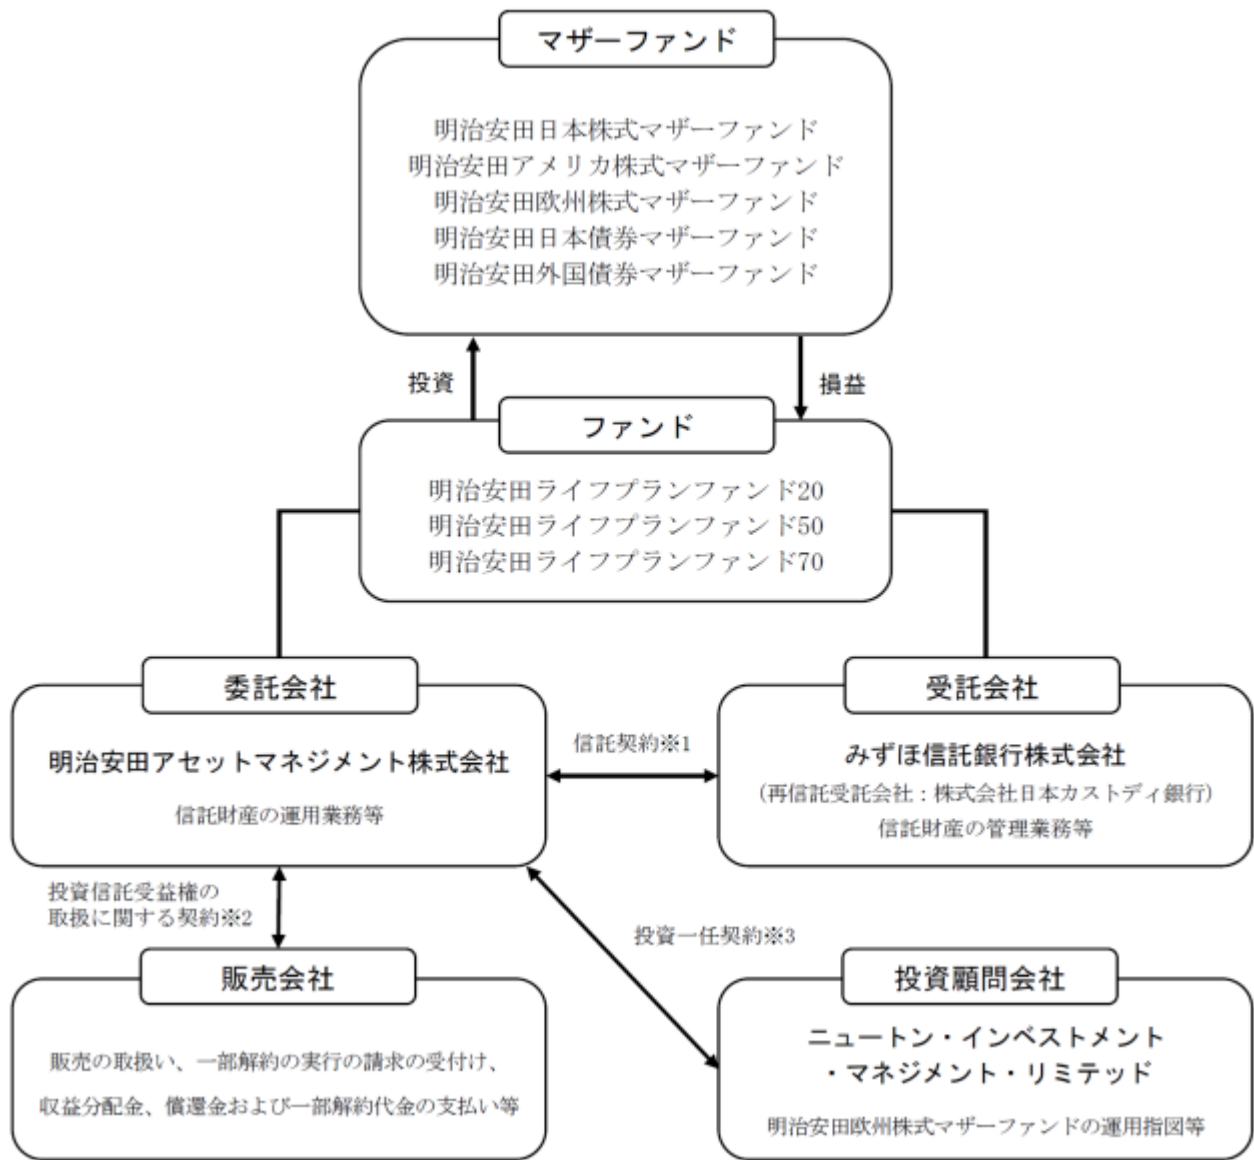 マザーファンド
明治安田日本株式マザーファンド
明治安田アメリカ株式マザーファンド
明治安田欧州株式マザーファンド
明治安田日本債券マザーファンド
明治安田外国債券マザーファンド
投資
損益
ファンド
明治安田ライフプランファンド20
明治安田ライフプランファンド50
明治安田ライフプランファンド70
委託会社
明治安田アセットマネジメント株式会社
信託財産の運用業務等
信託契約※1
受託会社
みずほ信託銀行株式会社
(再信託受託会社：株式会社日本カストディ銀行)
信託財産の管理業務等
投資信託受益権の
取扱に関する契約※2
投資一任契約※3
販売会社
販売の取扱い、一部解約の実行の請求の受付け、
収益分配金、償還金および一部解約代金の支払い等
投資顧問会社
ニュートン・インベストメント
・マネジメント・リミテッド
明治安田欧州株式マザーファンドの運用指図等